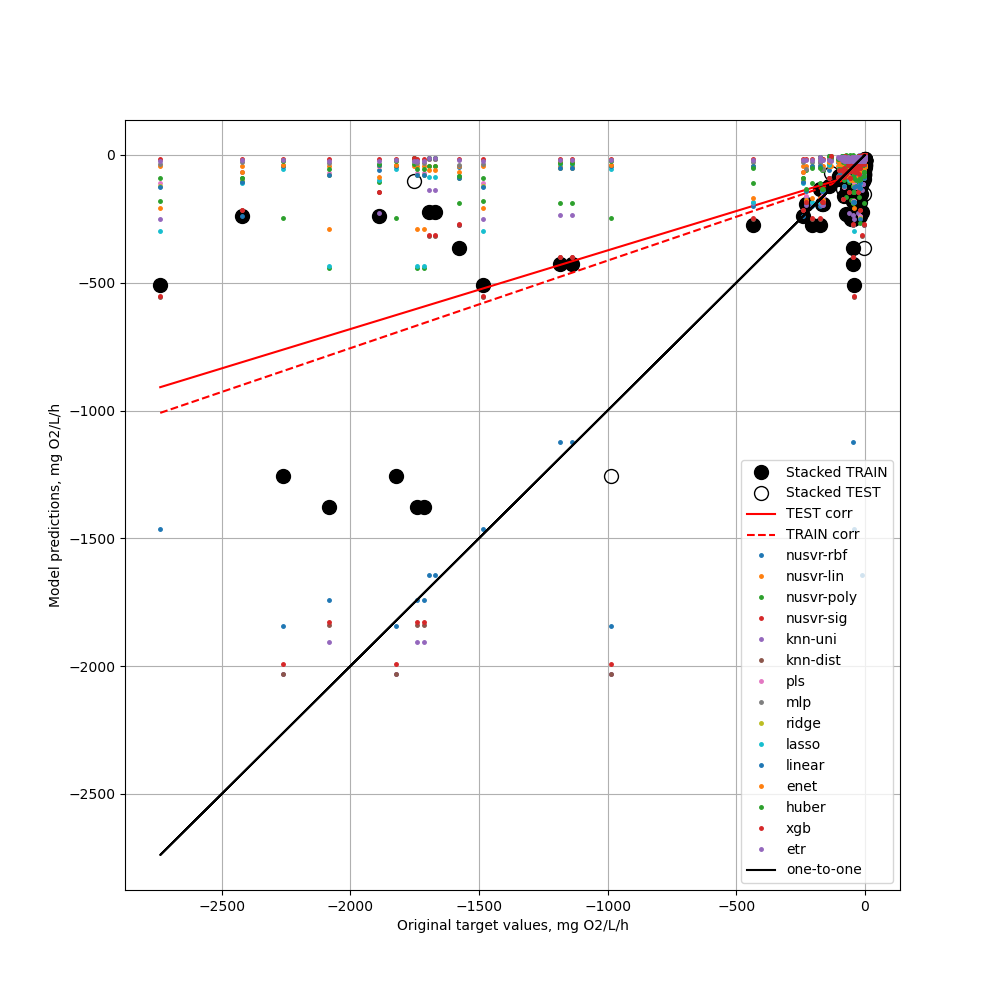 0
−500
−1000
−1500
−2000
−2500
Model predictions, mg O2/L/h
−2500
−2000
−1500
−1000
−500
0
Original target values, mg O2/L/h
Stacked TRAIN
Stacked TEST
TEST corr
TRAIN corr
nusvr-rbf
nusvr-lin
nusvr-poly
nusvr-sig
knn-uni
knn-dist
pls
mlp
ridge
lasso
linear
enet
huber
xgb
etr
one-to-one